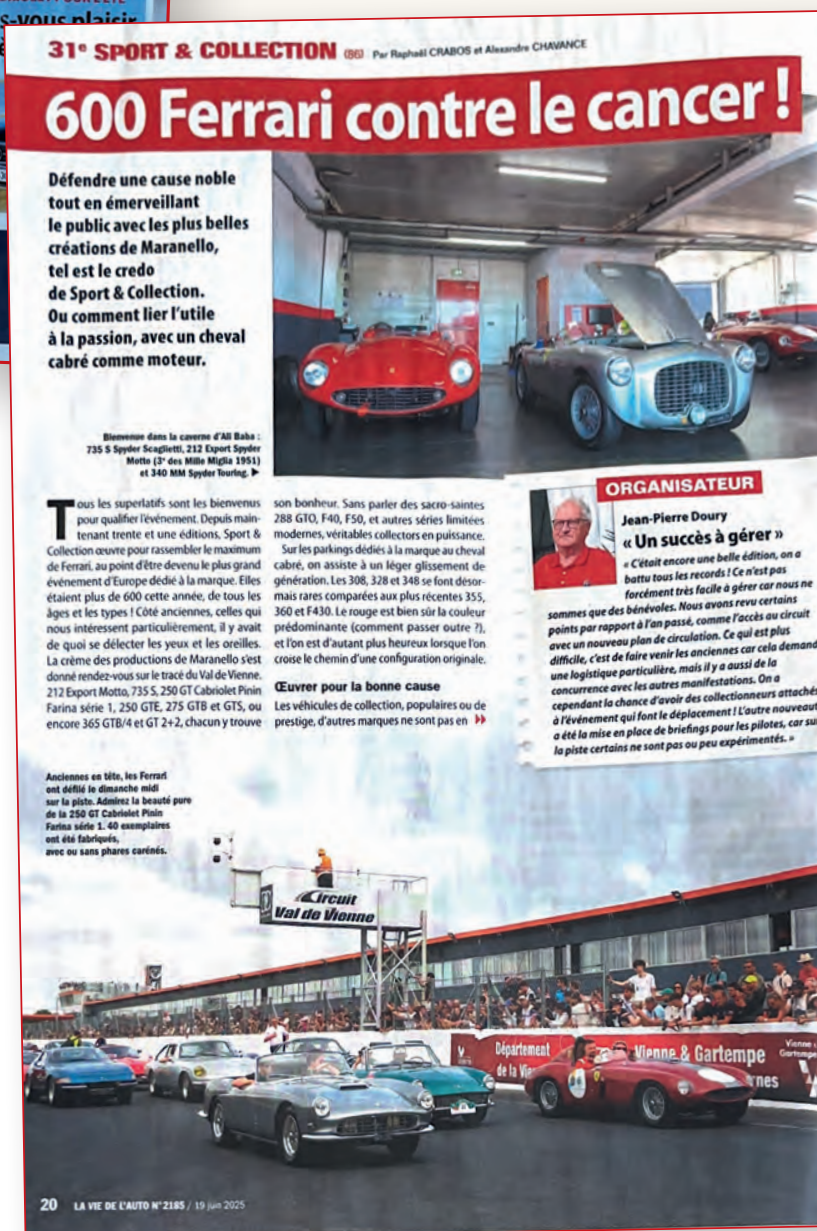 s-vous plaisir
31e SPORT & COLLECTION (86) Par Raphaël CRABOS et Alexandre CHAVANCE
600 Ferrari contre le cancer !
Défendre une cause noble
tout en émerveillant
le public avec les plus belles
créations de Maranello,
tel est le credo
de Sport & Collection.
Ou comment lier l'utile
à la passion, avec un cheval
cabré comme moteur.
Bienvenue dans la caverne d'Ali Baba :
735 S Spyder Scaglietti, 212 Export Spyder
Motto (3e des Mille Miglia 1951)
et 340 MM Spyder Touring. ▶
Tous les superlatifs sont les bienvenus
pour qualifier l'événement. Depuis main-
tenant trente et une éditions, Sport &
Collection œuvre pour rassembler le maximum
de Ferrari, au point d'être devenu le plus grand
événement d'Europe dédié à la marque. Elles
étaient plus de 600 cette année, de tous les
âges et les types ! Côté anciennes, celles qui
nous intéressent particulièrement, il y avait
de quoi se délecter les yeux et les oreilles.
La crème des productions de Maranello s'est
donné rendez-vous sur le tracé du Val de Vienne.
212 Export Motto, 735 S, 250 GT Cabriolet Pinin
Farina série 1, 250 GTE, 275 GTB et GTS, ou
encore 365 GTB/4 et GT 2+2, chacun y trouve
son bonheur. Sans parler des sacro-saintes
288 GTO, F40, F50, et autres séries limitées
modernes, véritables collectors en puissance.
Sur les parkings dédiés à la marque au cheval
cabré, on assiste à un léger glissement de
génération. Les 308, 328 et 348 se font désor-
mais rares comparées aux plus récentes 355,
360 et F430. Le rouge est bien sûr la couleur
prédominante (comment passer outre ?),
et l'on est d'autant plus heureux lorsque l'on
croise le chemin d'une configuration originale.
Œuvrer pour la bonne cause
Les véhicules de collection, populaires ou de
prestige, d'autres marques ne sont pas en ▶▶
ORGANISATEUR
Jean-Pierre Doury
« Un succès à gérer »
« C'était encore une belle édition, on a
battu tous les records ! Ce n'est pas
forcément très facile à gérer car nous ne
sommes que des bénévoles. Nous avons revu certains
points par rapport à l'an passé, comme l'accès au circuit
avec un nouveau plan de circulation. Ce qui est plus
difficile, c'est de faire venir les anciennes car cela demand
une logistique particulière, mais il y a aussi de la
concurrence avec les autres manifestations. On a
cependant la chance d'avoir des collectionneurs attachés
à l'événement qui font le déplacement ! L'autre nouveaut
a été la mise en place de briefings pour les pilotes, car su
la piste certains ne sont pas ou peu expérimentés. »
Anciennes en tête, les Ferrari
ont défilé le dimanche midi
sur la piste. Admirez la beauté pure
de la 250 GT Cabriolet Pinin
Farina série 1. 40 exemplaires
ont été fabriqués,
avec ou sans phares carénés.
Circuit
Val de Vienne
Département
de la Vie
Vienne & Gartempe
rnes
Vienne
Gartempe
20 LA VIE DE L'AUTO N°2185 / 19 juin 2025